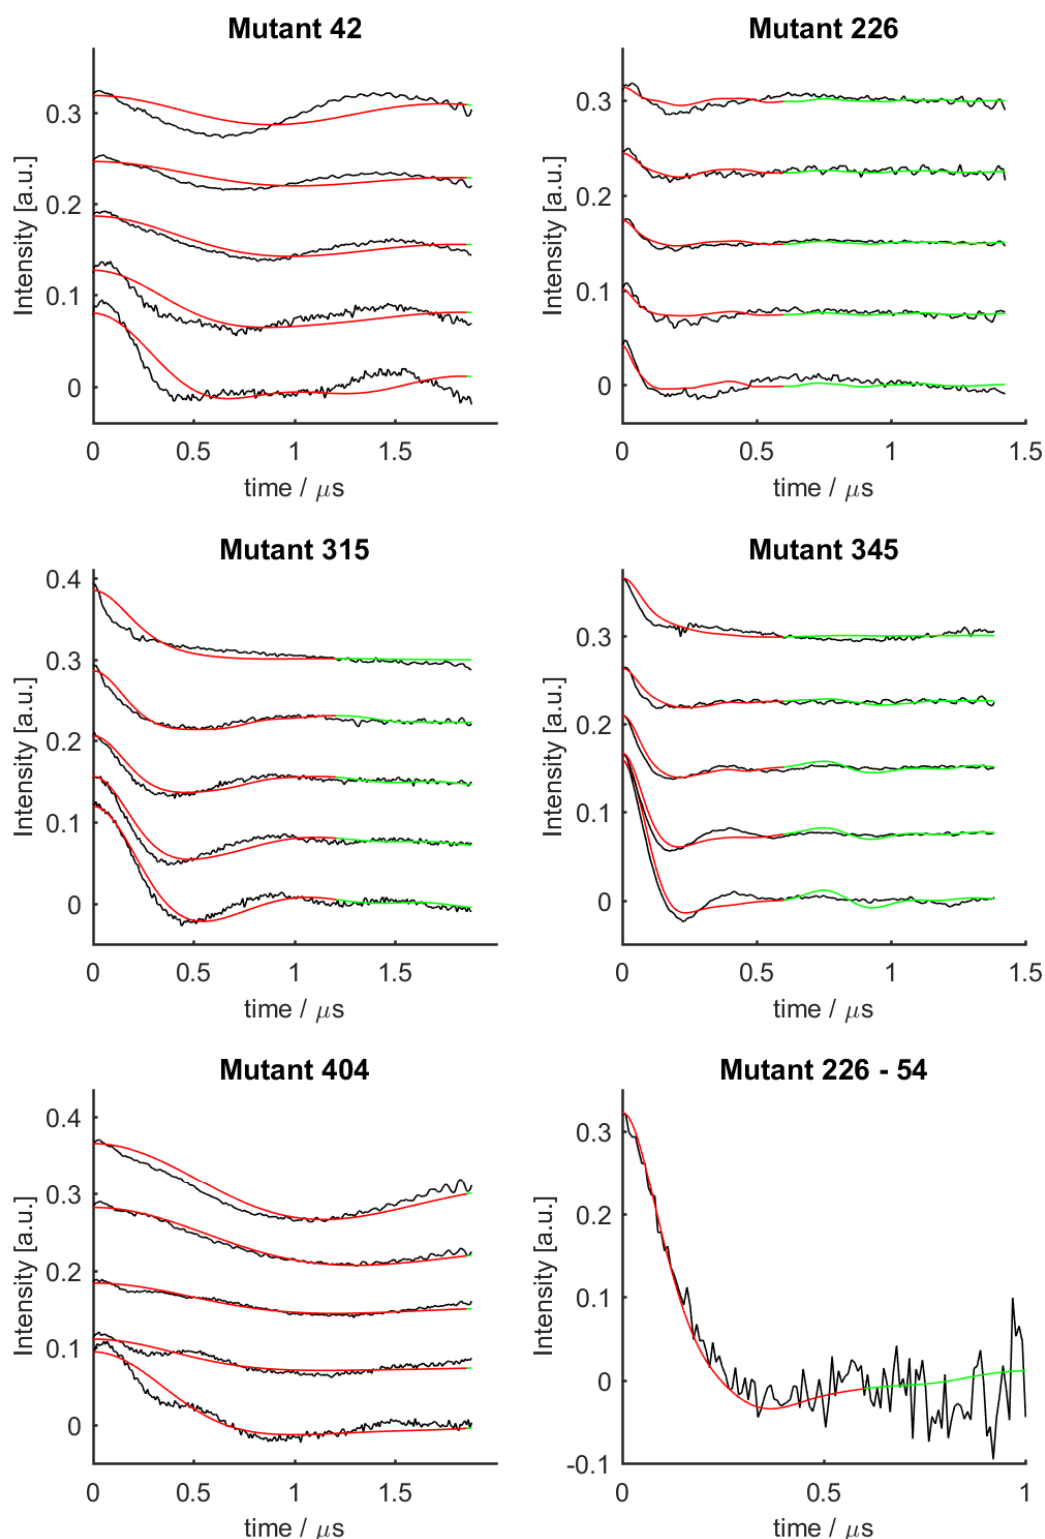 Mutant 42
Intensity [a.u.]
0.3
0.2
0.1
0
0 0.5 1 1.5
time / μs
Mutant 226
Intensity [a.u.]
0.3
0.2
0.1
0
0 0.5 1 1.5
time / μs
Mutant 315
Intensity [a.u.]
0.4
0.3
0.2
0.1
0
0 0.5 1 1.5
time / μs
Mutant 345
Intensity [a.u.]
0.3
0.2
0.1
0
0 0.5 1 1.5
time / μs
Mutant 404
Intensity [a.u.]
0.4
0.3
0.2
0.1
0
0 0.5 1 1.5
time / μs
Mutant 226 - 54
Intensity [a.u.]
0.3
0.2
0.1
0
-0.1
0 0.5 1
time / μs